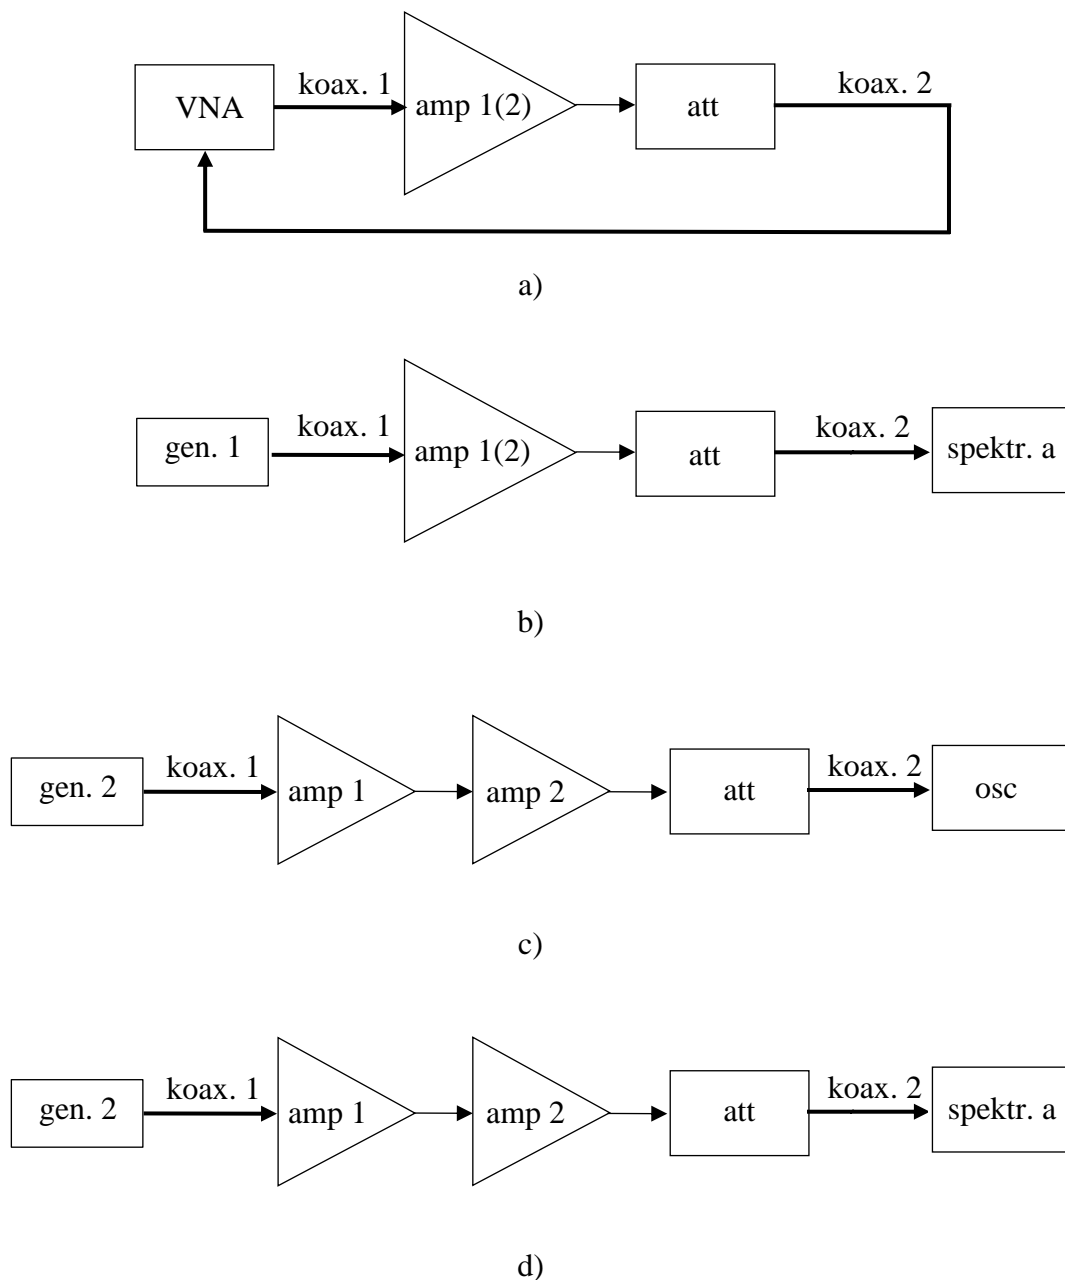 koax. 1
koax. 2
VNA
amp 1(2)
att
a)
koax. 1
koax. 2
gen. 1
amp 1(2)
att
spektr. a
b)
koax. 1
koax. 2
gen. 2
amp 1
amp 2
att
osc
c)
koax. 1
koax. 2
gen. 2
amp 1
amp 2
att
spektr. a
d)